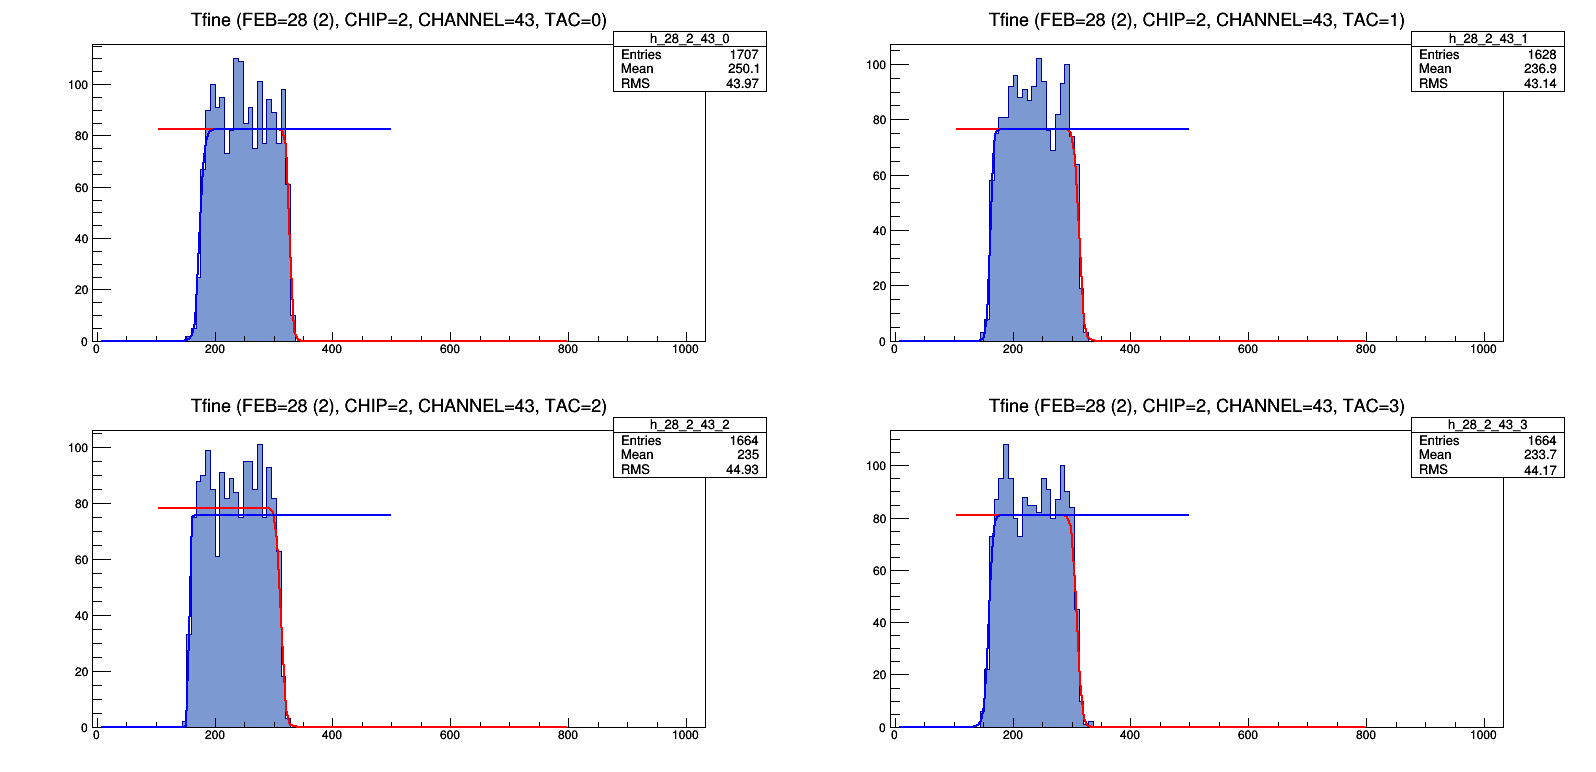 Tfine (FEB=28 (2), CHIP=2, CHANNEL=43, TAC=0)
h_28_2_43_0
Entries 1707
Mean 250.1
RMS 43.97
100
80
60
40
20
0
0 200 400 600 800 1000
Tfine (FEB=28 (2), CHIP=2, CHANNEL=43, TAC=1)
h_28_2_43_1
Entries 1628
Mean 236.9
RMS 43.14
100
80
60
40
20
0
0 200 400 600 800 1000
Tfine (FEB=28 (2), CHIP=2, CHANNEL=43, TAC=2)
h_28_2_43_2
Entries 1664
Mean 235
RMS 44.93
100
80
60
40
20
0
0 200 400 600 800 1000
Tfine (FEB=28 (2), CHIP=2, CHANNEL=43, TAC=3)
h_28_2_43_3
Entries 1664
Mean 233.7
RMS 44.17
100
80
60
40
20
0
0 200 400 600 800 1000